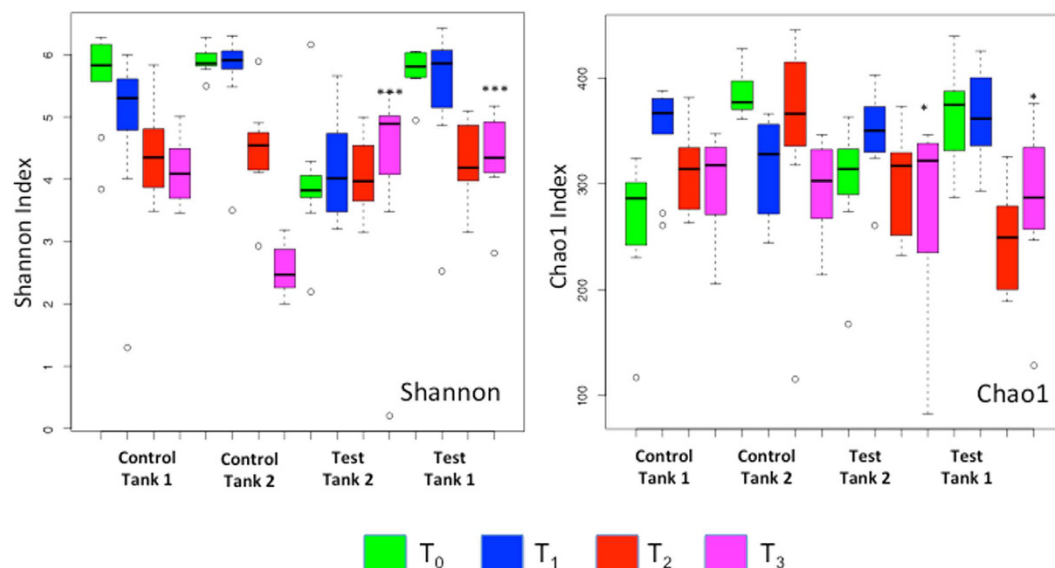 Shannon Index
6
5
4
3
2
1
0
***
***
Shannon
Control
Tank 1
Control
Tank 2
Test
Tank 2
Test
Tank 1
Chao1 Index
400
300
200
100
*
*
Chao1
Control
Tank 1
Control
Tank 2
Test
Tank 2
Test
Tank 1
T0
T1
T2
T3